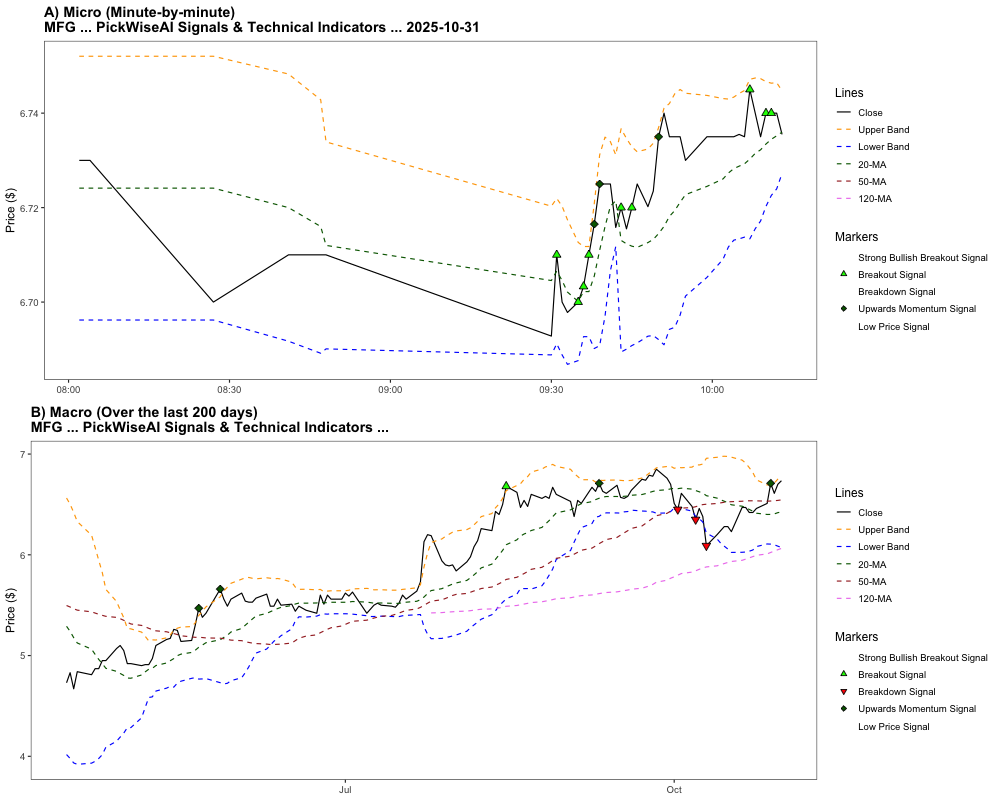 A) Micro (Minute-by-minute)
MFG ... PickWiseAI Signals & Technical Indicators ... 2025-10-31
Price ($)
6.74
6.72
6.70
08:00
08:30
09:00
09:30
10:00
Lines
Close
Upper Band
Lower Band
20-MA
50-MA
120-MA
Markers
Strong Bullish Breakout Signal
Breakout Signal
Breakdown Signal
Upwards Momentum Signal
Low Price Signal
B) Macro (Over the last 200 days)
MFG ... PickWiseAI Signals & Technical Indicators ...
Price ($)
7
6
5
4
Jul
Oct
Lines
Close
Upper Band
Lower Band
20-MA
50-MA
120-MA
Markers
Strong Bullish Breakout Signal
Breakout Signal
Breakdown Signal
Upwards Momentum Signal
Low Price Signal